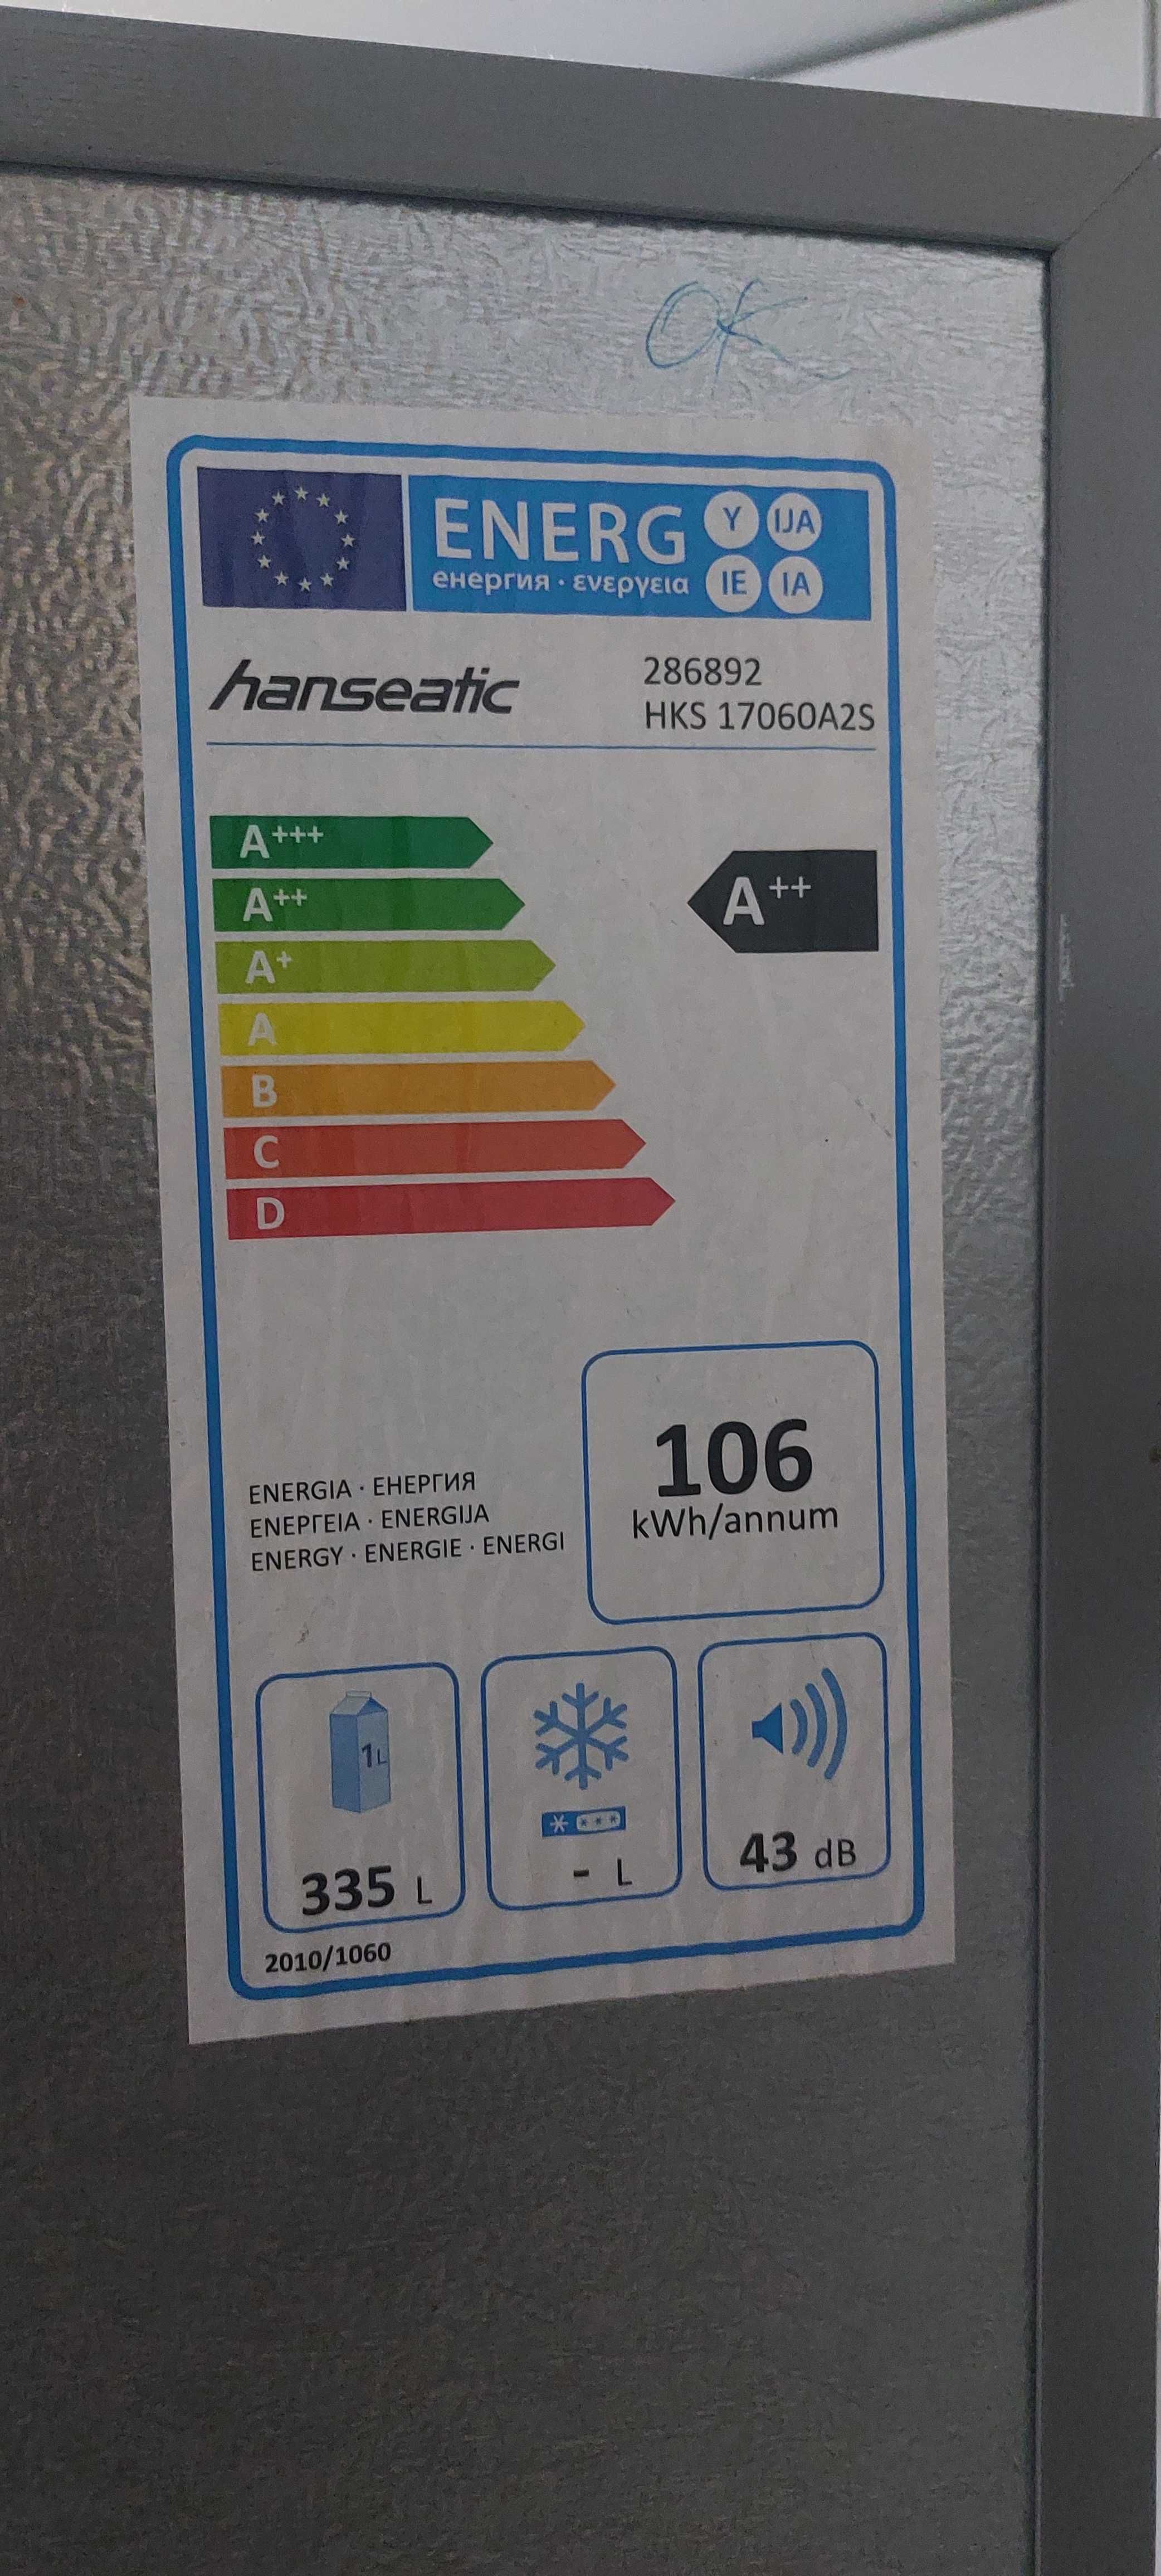 OK
ENERG Y IJA
енергия · ενεργεια IE IA
hanseatic
286892
HKS 17060A2S
A+++
A++
A++
A+
A
B
C
D
106
kWh/annum
ENERGIA · ЕНЕРГИЯ
ΕΝΕΡΓΕΙΑ · ENERGIJA
ENERGY · ENERGIE · ENERGI
1L
335 L
- L
43 dB
2010/1060